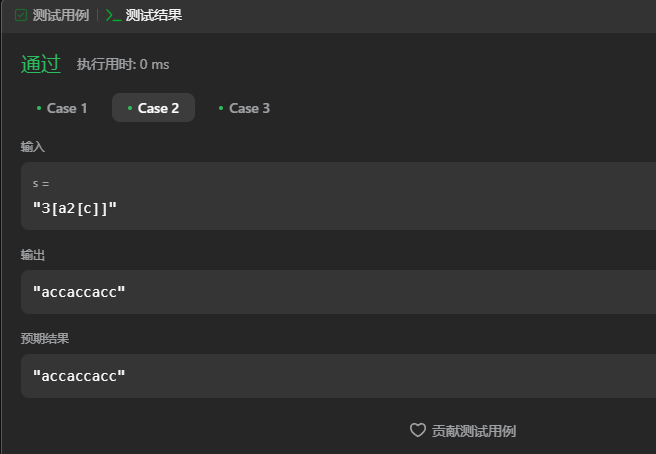 测试用例 | >_ 测试结果
通过 执行用时: 0 ms
Case 1 Case 2 Case 3
输入
s =
"3[a2[c]]"
输出
"accaccacc"
预期结果
"accaccacc"
贡献测试用例